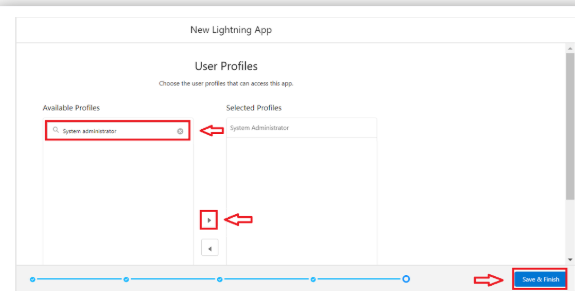 New Lightning App
User Profiles
Choose the user profiles that can access this app.
Available Profiles
Selected Profiles
System administrator
System Administrator
Save & Finish